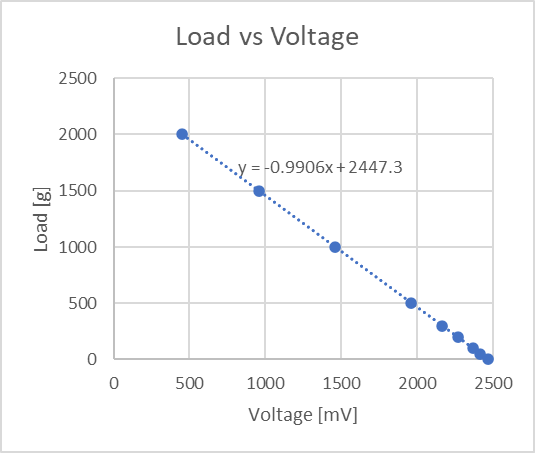 Load vs Voltage
2500
2000
y = -0.9906x + 2447.3
1500
Load [g]
1000
500
0
0 500 1000 1500 2000 2500
Voltage [mV]